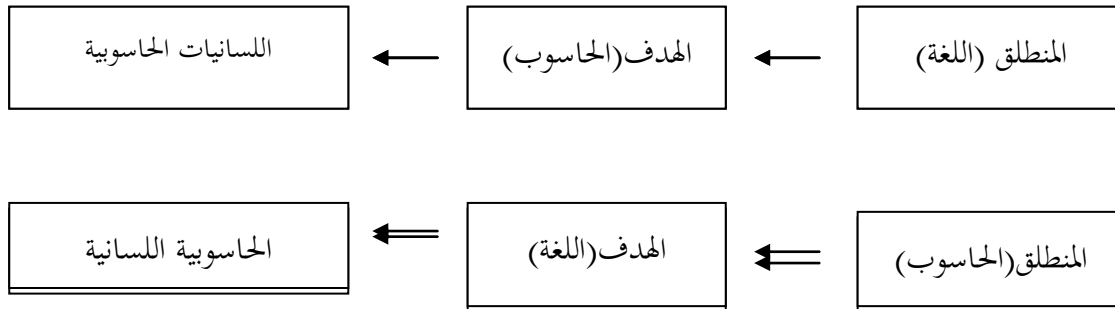 المنطلق (اللغة)
الهدف(الحاسوب)
اللسانيات الحاسوبية
المنطلق(الحاسوب)
الهدف(اللغة)
الحاسوبية اللسانية